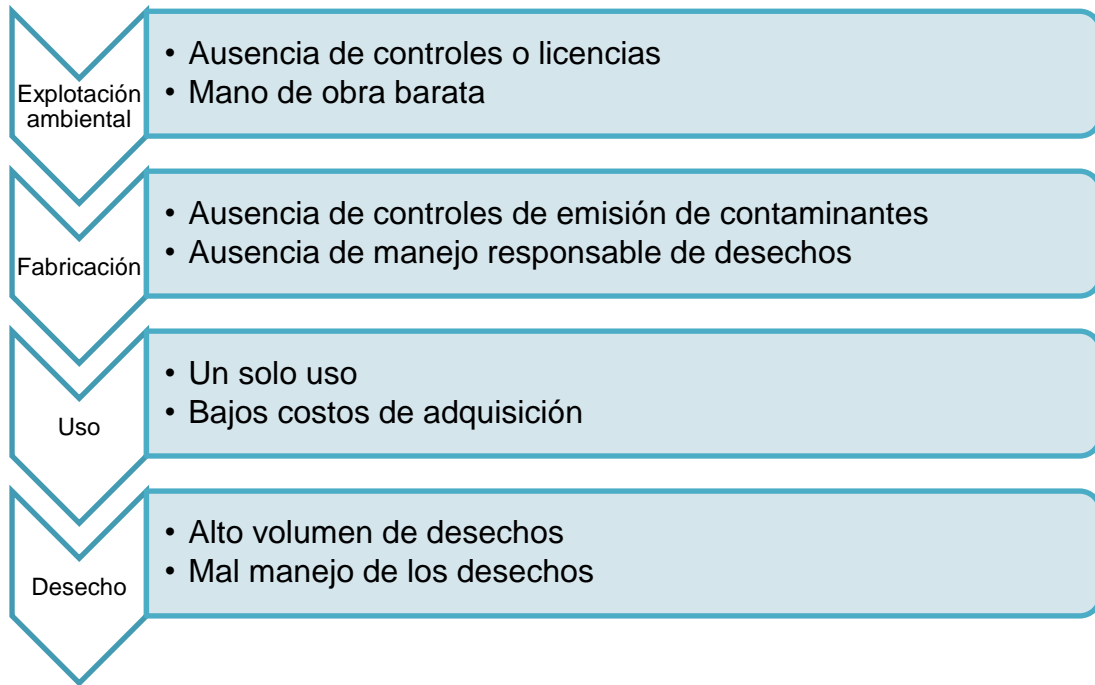 Explotación
ambiental
• Ausencia de controles o licencias
• Mano de obra barata
Fabricación
• Ausencia de controles de emisión de contaminantes
• Ausencia de manejo responsable de desechos
Uso
• Un solo uso
• Bajos costos de adquisición
Desecho
• Alto volumen de desechos
• Mal manejo de los desechos